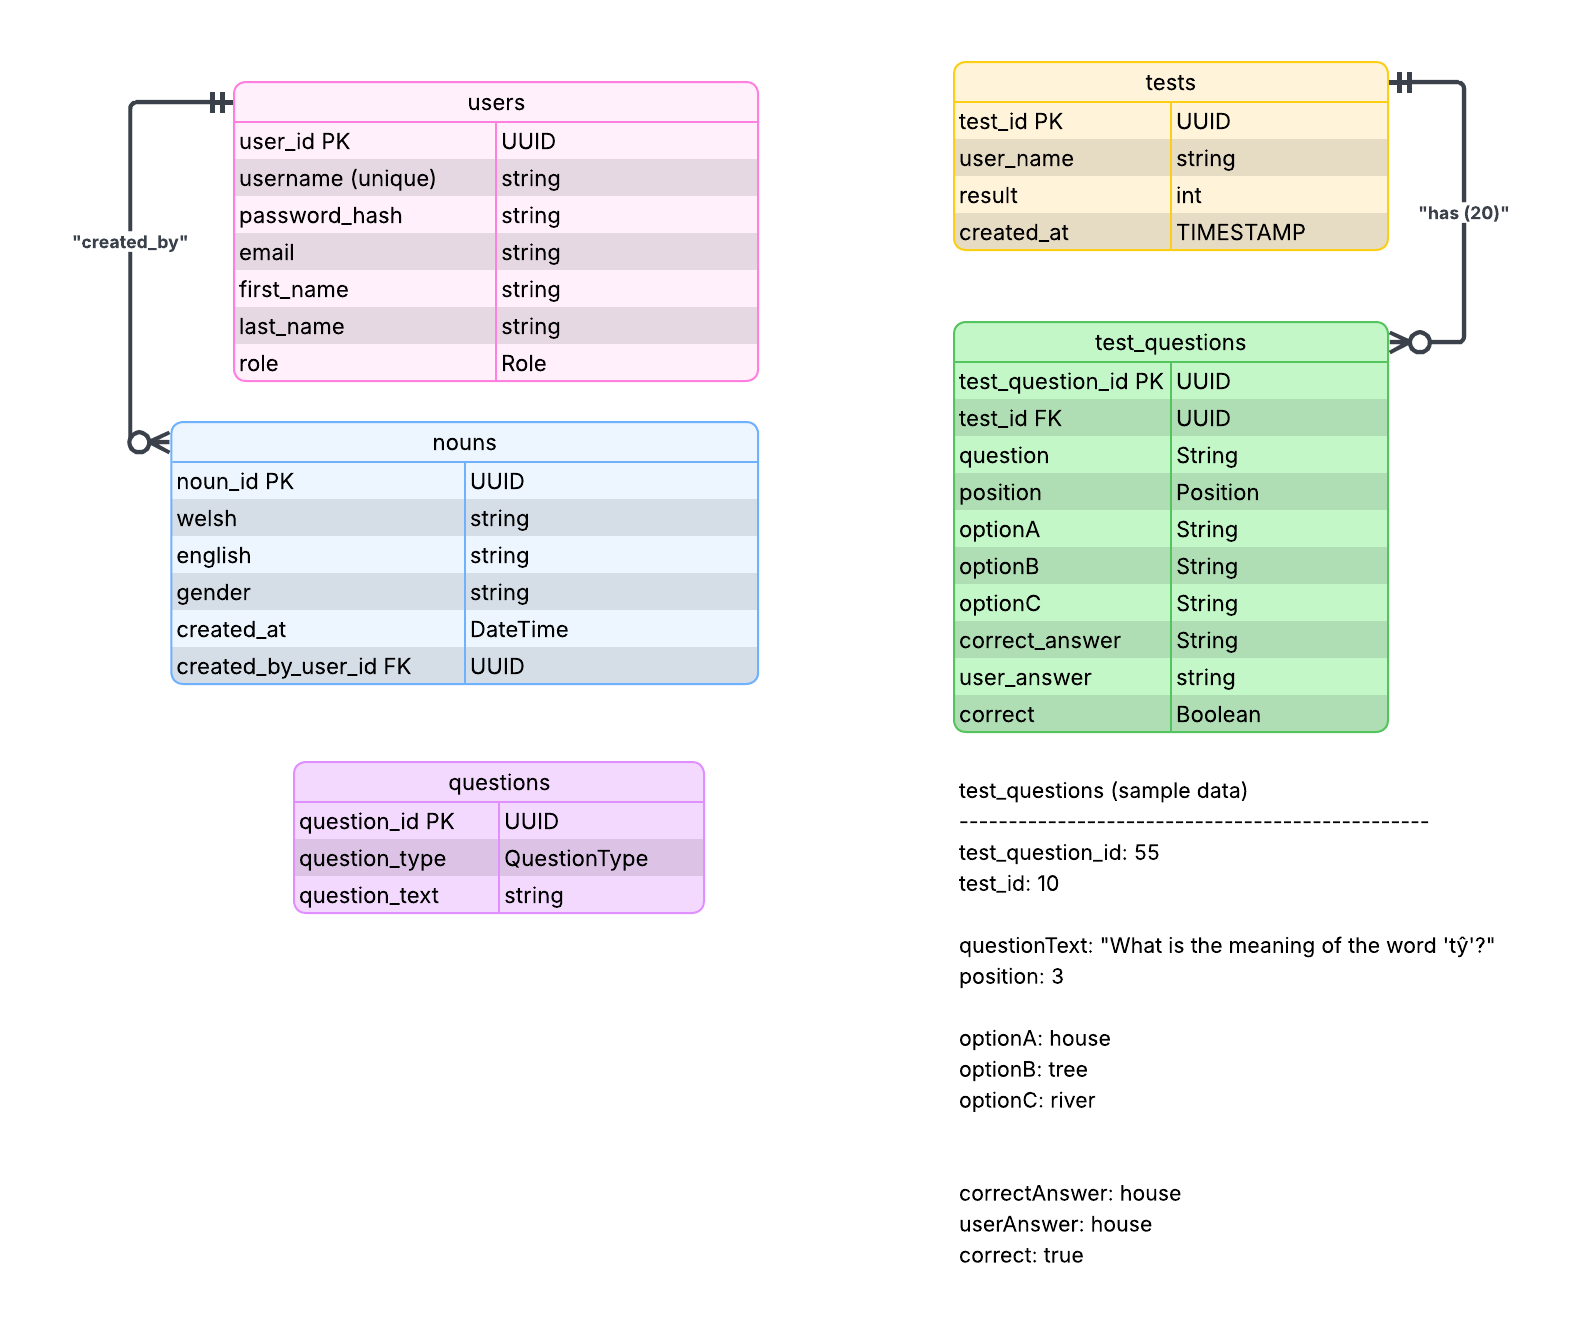 users
user_id PK UUID
username (unique) string
password_hash string
email string
first_name string
last_name string
role Role
"created_by"
nouns
noun_id PK UUID
welsh string
english string
gender string
created_at DateTime
created_by_user_id FK UUID
questions
question_id PK UUID
question_type QuestionType
question_text string
tests
test_id PK UUID
user_name string
result int
created_at TIMESTAMP
"has (20)"
test_questions
test_question_id PK UUID
test_id FK UUID
question String
position Position
optionA String
optionB String
optionC String
correct_answer String
user_answer string
correct Boolean
test_questions (sample data)
------------------------------------------------
test_question_id: 55
test_id: 10
questionText: "What is the meaning of the word 'tŷ'?"
position: 3
optionA: house
optionB: tree
optionC: river
correctAnswer: house
userAnswer: house
correct: true